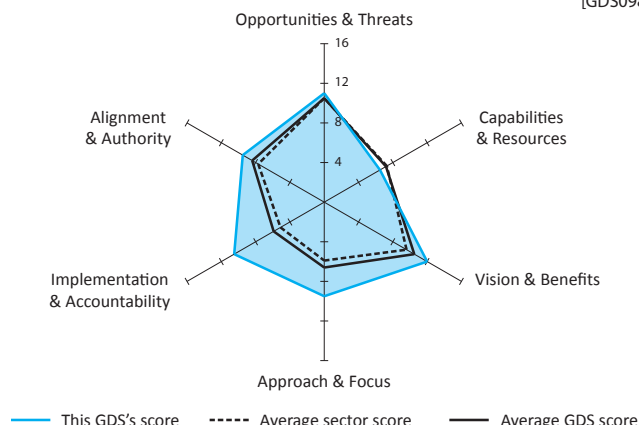 [GDS09a
Opportunities & Threats
16
12
8
4
Capabilities
& Resources
Vision & Benefits
Approach & Focus
Implementation
& Accountability
Alignment
& Authority
This GDS's score
Average sector score
Average GDS score